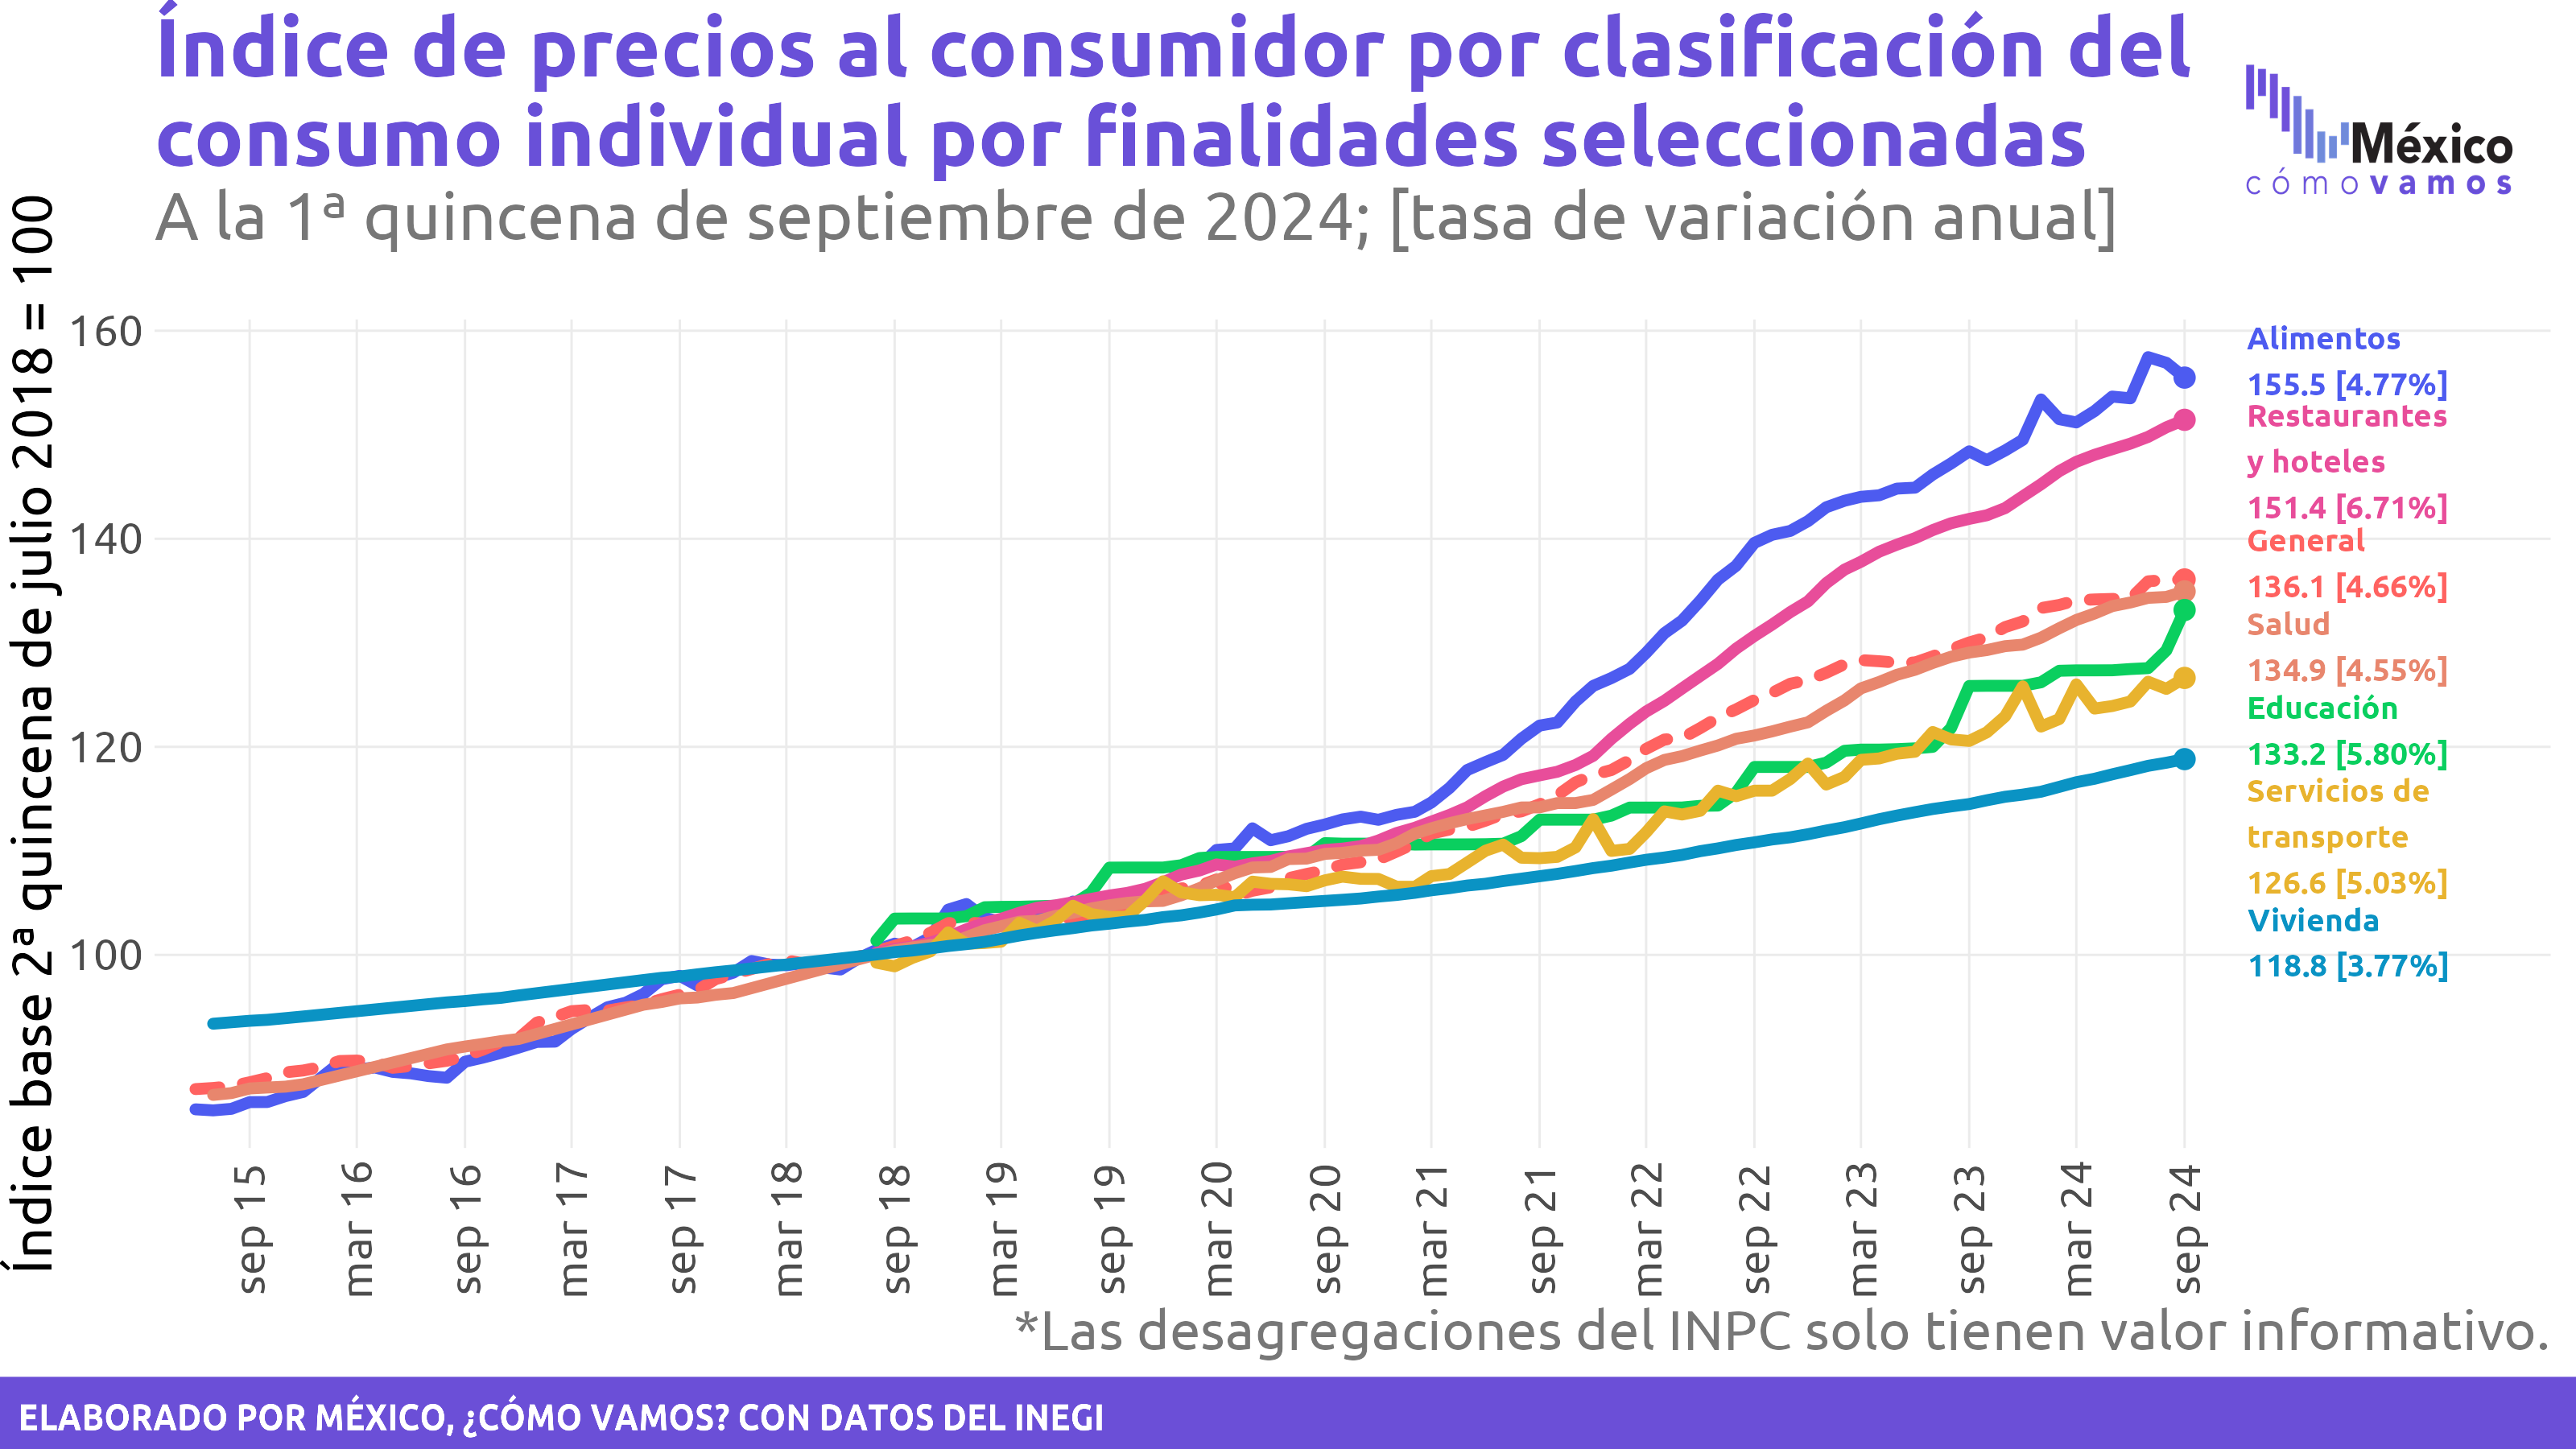 Índice de precios al consumidor por clasificación del
consumo individual por finalidades seleccionadas
A la 1ª quincena de septiembre de 2024; [tasa de variación anual]
México
cómo vamos
Índice base 2ª quincena de julio 2018 = 100
160
140
120
100
Alimentos
155.5 [4.77%]
Restaurantes
y hoteles
151.4 [6.71%]
General
136.1 [4.66%]
Salud
134.9 [4.55%]
Educación
133.2 [5.80%]
Servicios de
transporte
126.6 [5.03%]
Vivienda
118.8 [3.77%]
sep 15
mar 16
sep 16
mar 17
sep 17
mar 18
sep 18
mar 19
sep 19
mar 20
sep 20
mar 21
sep 21
mar 22
sep 22
mar 23
sep 23
mar 24
sep 24
*Las desagregaciones del INPC solo tienen valor informativo.
ELABORADO POR MÉXICO, ¿CÓMO VAMOS? CON DATOS DEL INEGI